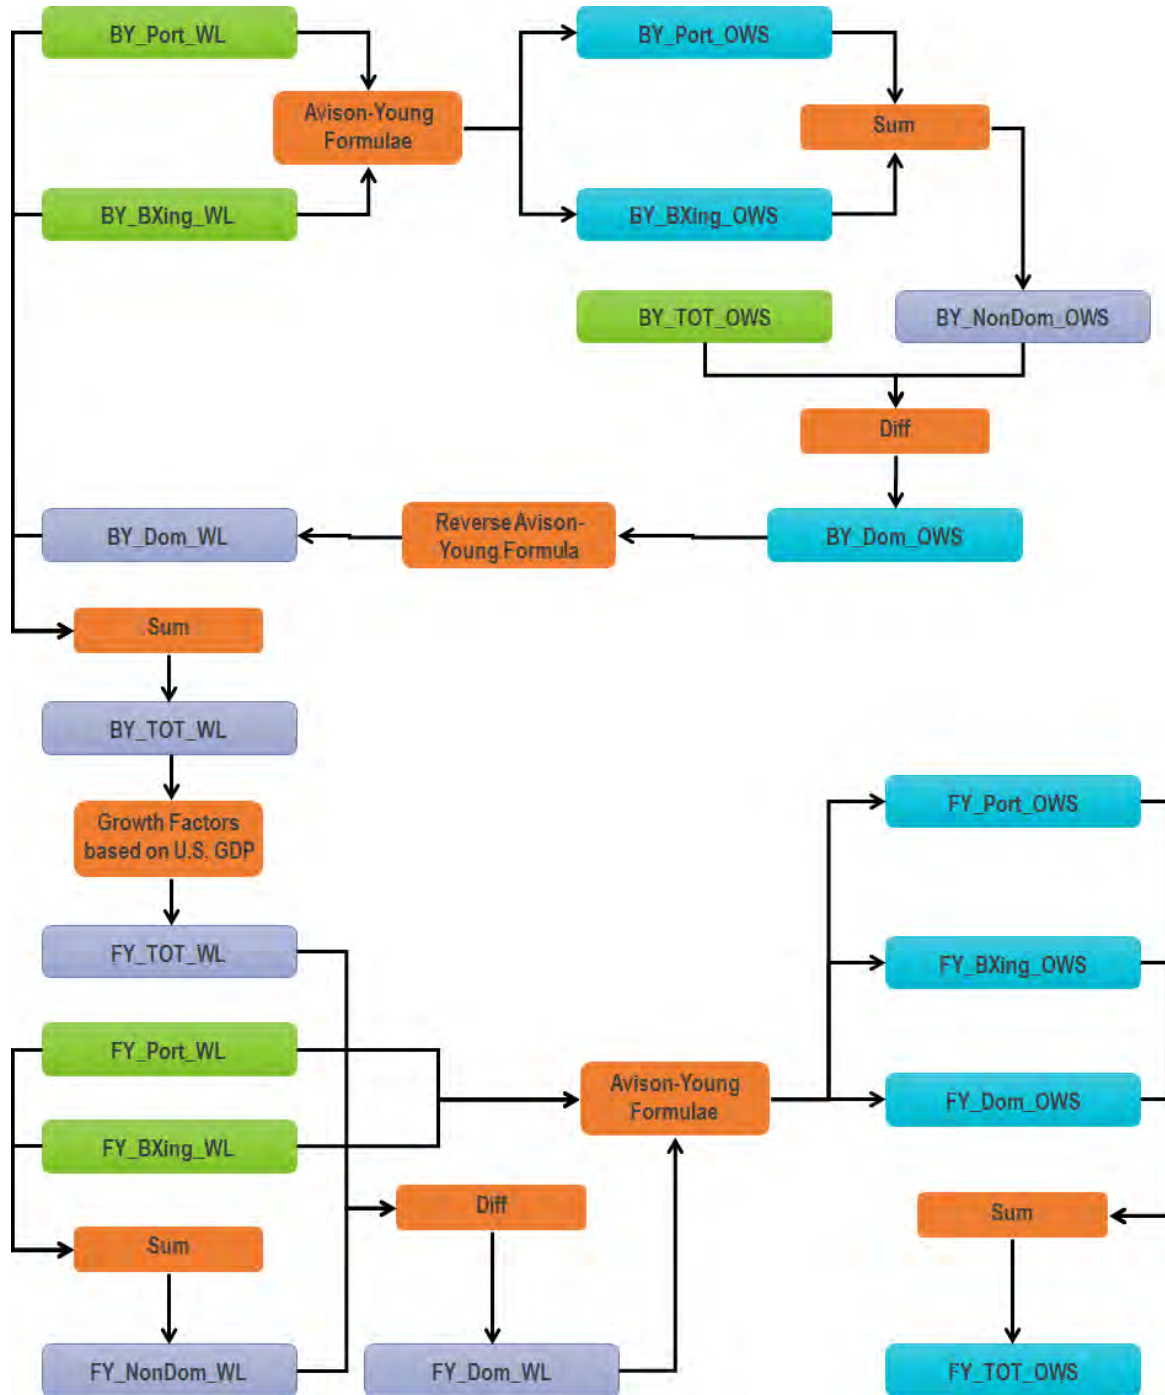 BY_Port_WL
BY_Port_OWS
Avison-Young
Formulae
Sum
BY_BXing_WL
BY_BXing_OWS
BY_TOT_OWS
BY_NonDom_OWS
Diff
BY_Dom_WL
Reverse Avison-
Young Formula
BY_Dom_OWS
Sum
BY_TOT_WL
Growth Factors
based on U.S. GDP
FY_Port_OWS
FY_TOT_WL
FY_BXing_OWS
FY_Port_WL
Avison-Young
Formulae
FY_Dom_OWS
FY_BXing_WL
Diff
Sum
Sum
FY_NonDom_WL
FY_Dom_WL
FY_TOT_OWS